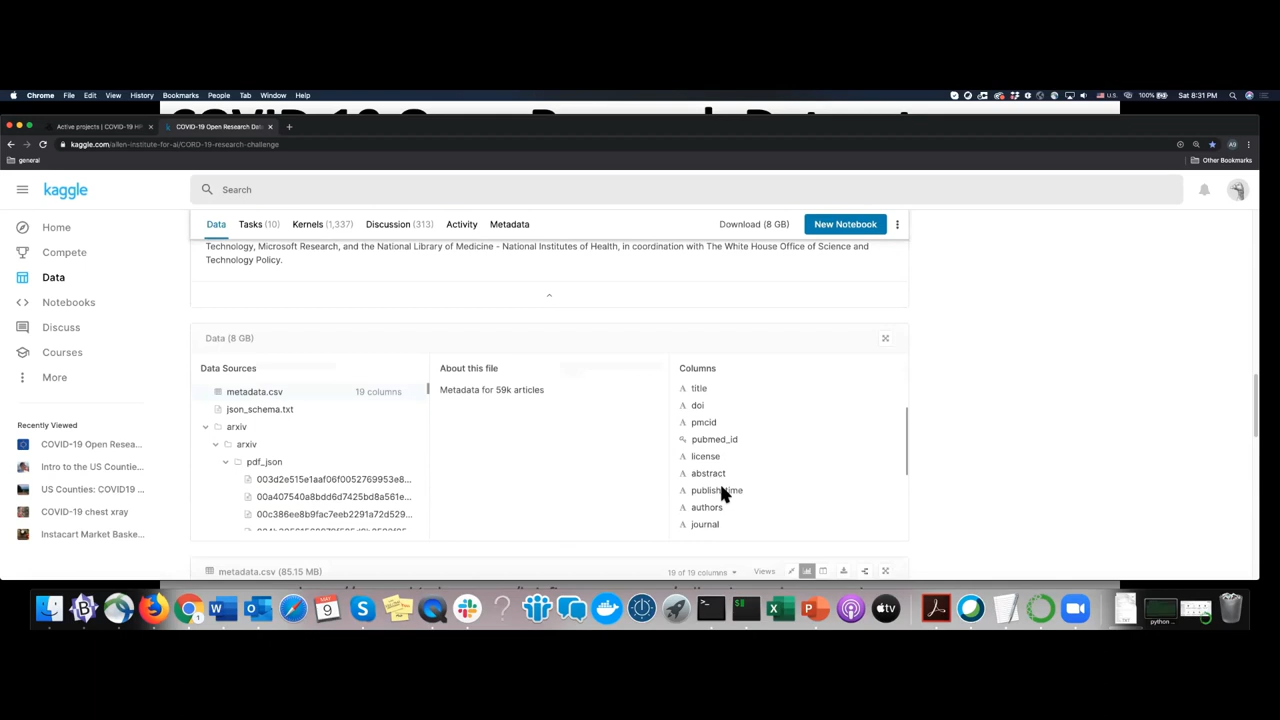 Chrome File Edit View History Bookmarks People Tab Window Help U.S. 100% Sat 8:31 PM
Active projects | COVID-19 HP COVID-19 Open Research Dat
kaggle.com/allen-institute-for-ai/CORD-19-research-challenge
general Other Bookmarks
kaggle Search
Home
Compete
Data
Notebooks
Discuss
Courses
More
Recently Viewed
COVID-19 Open Resea...
Intro to the US Countie...
US Counties: COVID19 ...
COVID-19 chest xray
Instacart Market Baske...
Data Tasks (10) Kernels (1,337) Discussion (313) Activity Metadata Download (8 GB) New Notebook
Technology, Microsoft Research, and the National Library of Medicine - National Institutes of Health, in coordination with The White House Office of Science and
Technology Policy.
Data (8 GB)
Data Sources
metadata.csv 19 columns
json_schema.txt
arxiv
arxiv
pdf_json
003d2e515e1aaf06f0052769953e8...
00a407540a8bdd6d7425bd8a561e...
00c386ee8b9fac7eeb2291a72d529...
About this file
Metadata for 59k articles
Columns
title
doi
pmcid
pubmed_id
license
abstract
publish_time
authors
journal
metadata.csv (85.15 MB) 19 of 19 columns Views